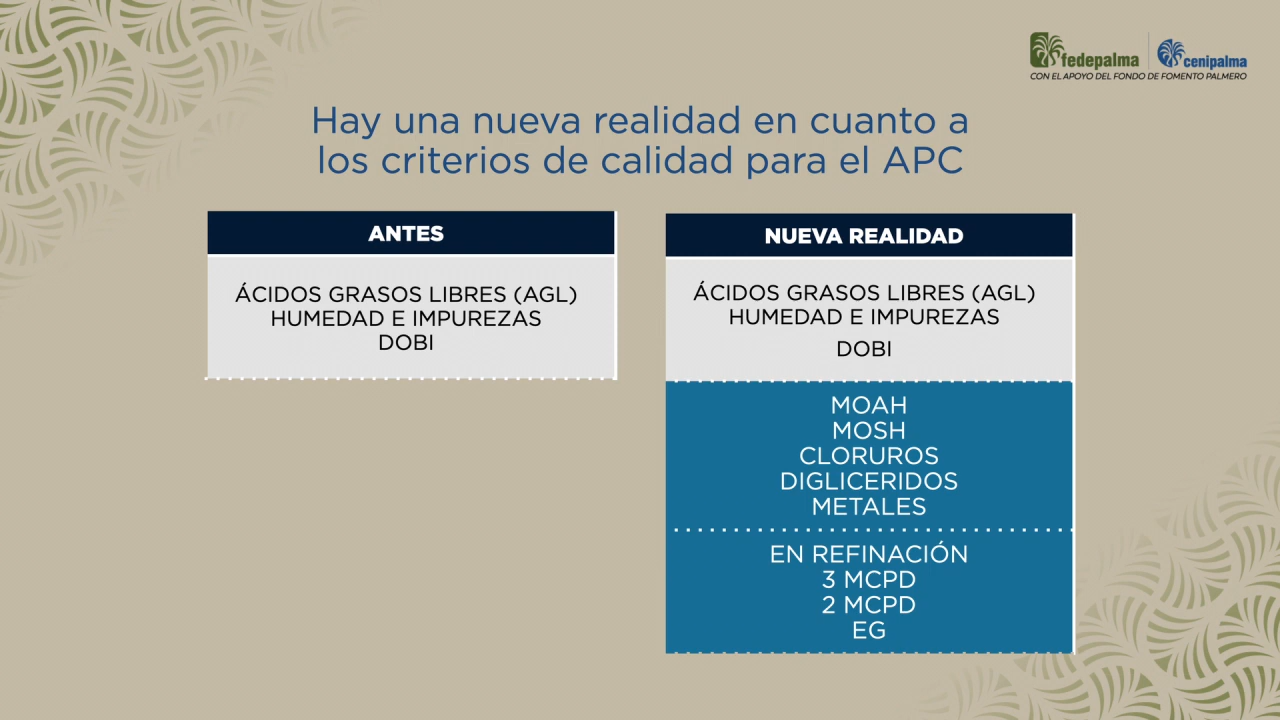 fedepalma
cenipalma
CON EL APOYO DEL FONDO DE FOMENTO PALMERO
Hay una nueva realidad en cuanto a
los criterios de calidad para el APC
ANTES
ÁCIDOS GRASOS LIBRES (AGL)
HUMEDAD E IMPUREZAS
DOBI
NUEVA REALIDAD
ÁCIDOS GRASOS LIBRES (AGL)
HUMEDAD E IMPUREZAS
DOBI
MOAH
MOSH
CLORUROS
DIGLICERIDOS
METALES
EN REFINACIÓN
3 MCPD
2 MCPD
EG